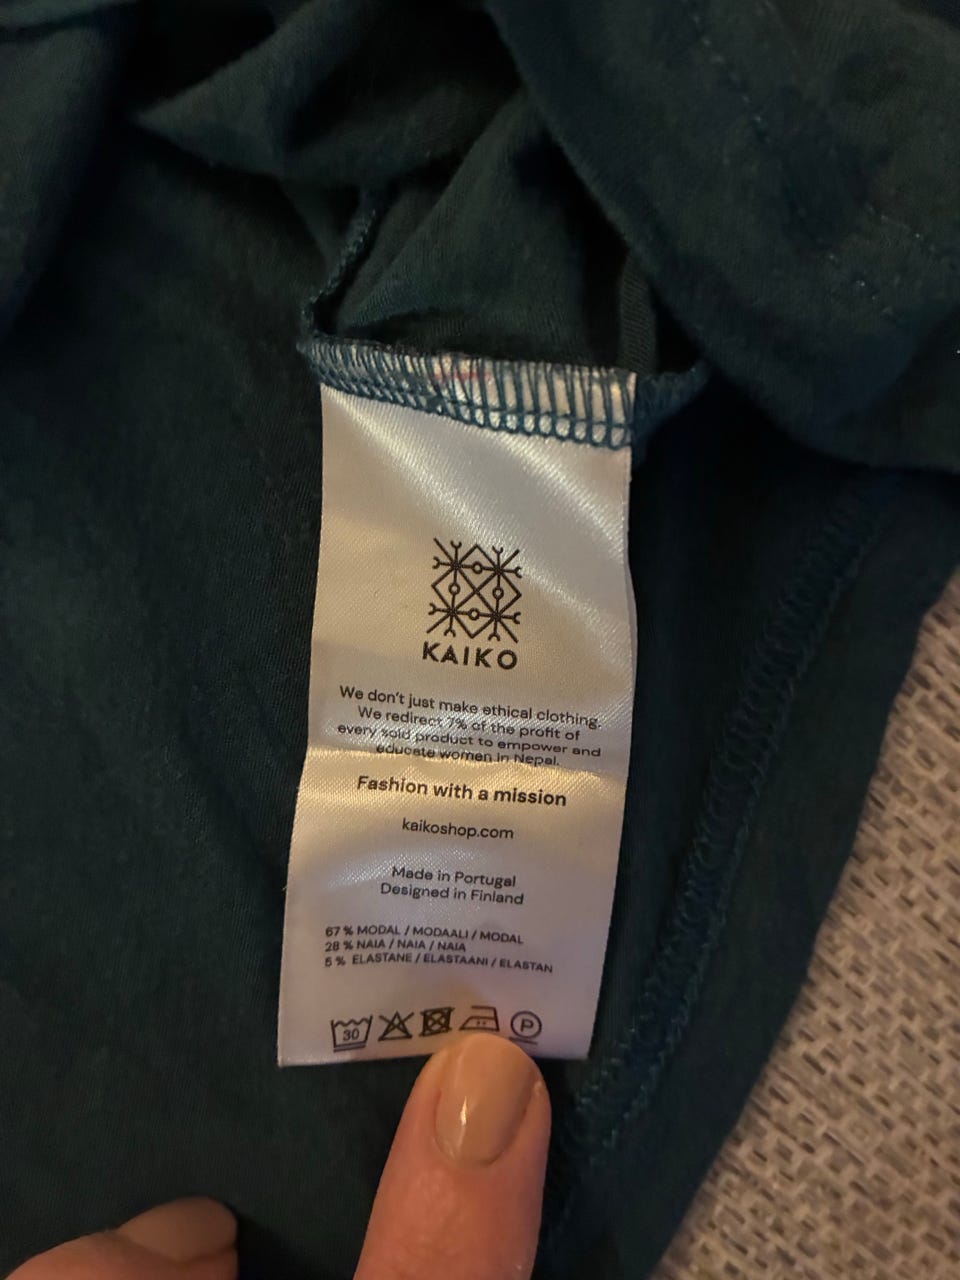 KAIKO
We don't just make ethical clothing.
We redirect 7% of the profit of
every sold product to empower and
educate women in Nepal.
Fashion with a mission
kaikoshop.com
Made in Portugal
Designed in Finland
67 % MODAL / MODAALI / MODAL
28 % NAIA / NAIA / NAIA
5 % ELASTANE / ELASTAANI / ELASTAN
30 P